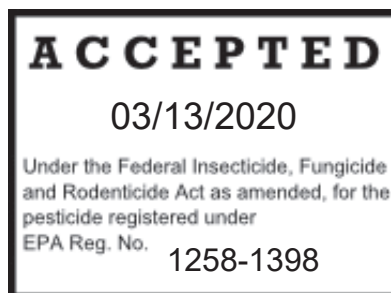 ACCEPTED
03/13/2020
Under the Federal Insecticide, Fungicide
and Rodenticide Act as amended, for the
pesticide registered under
EPA Reg. No. 1258-1398